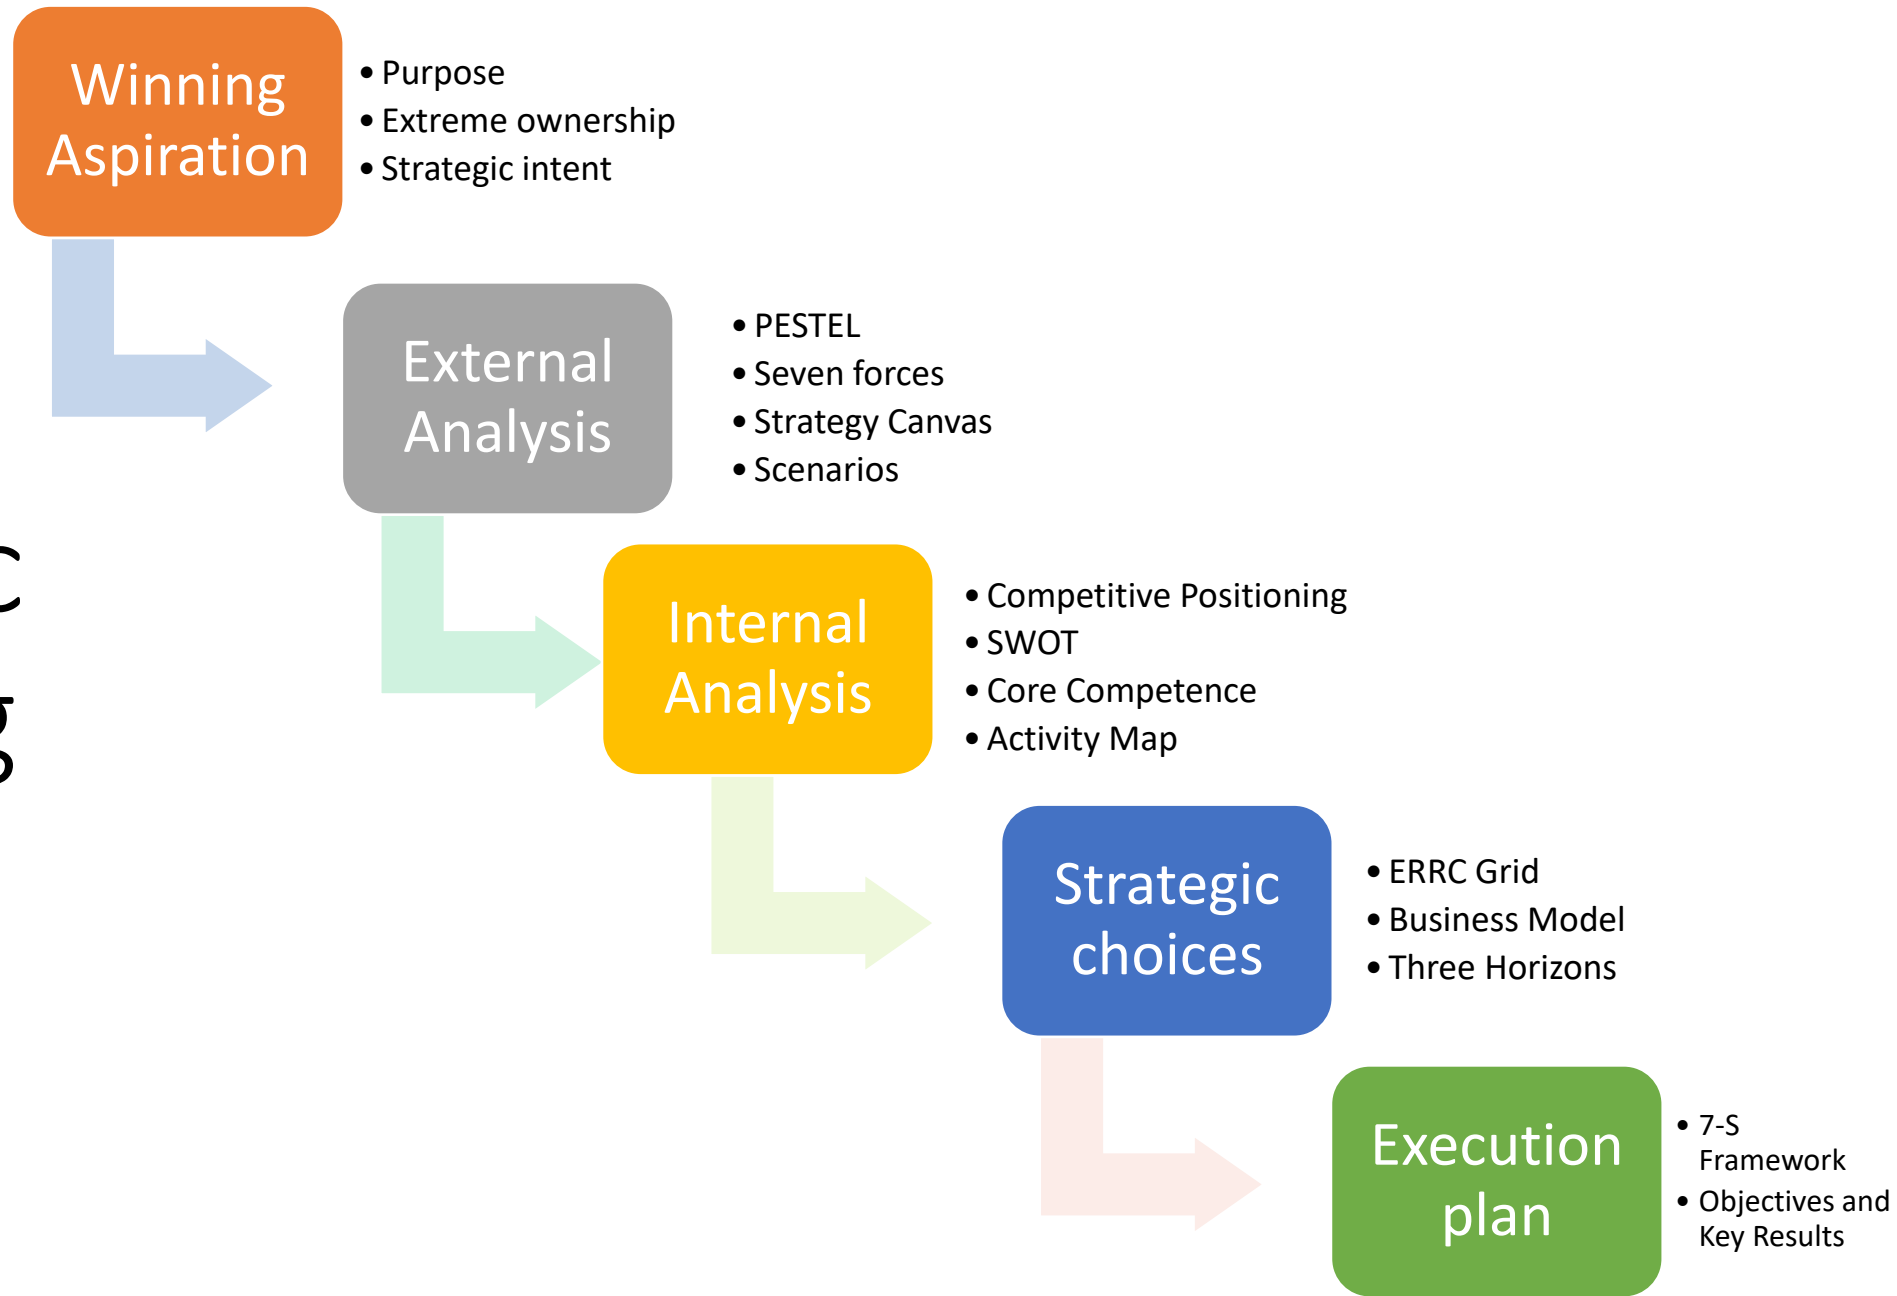 Winning
Aspiration
• Purpose
• Extreme ownership
• Strategic intent
External
Analysis
• PESTEL
• Seven forces
• Strategy Canvas
• Scenarios
Internal
Analysis
• Competitive Positioning
• SWOT
• Core Competence
• Activity Map
Strategic
choices
• ERRC Grid
• Business Model
• Three Horizons
Execution
plan
• 7-S
Framework
• Objectives and
Key Results